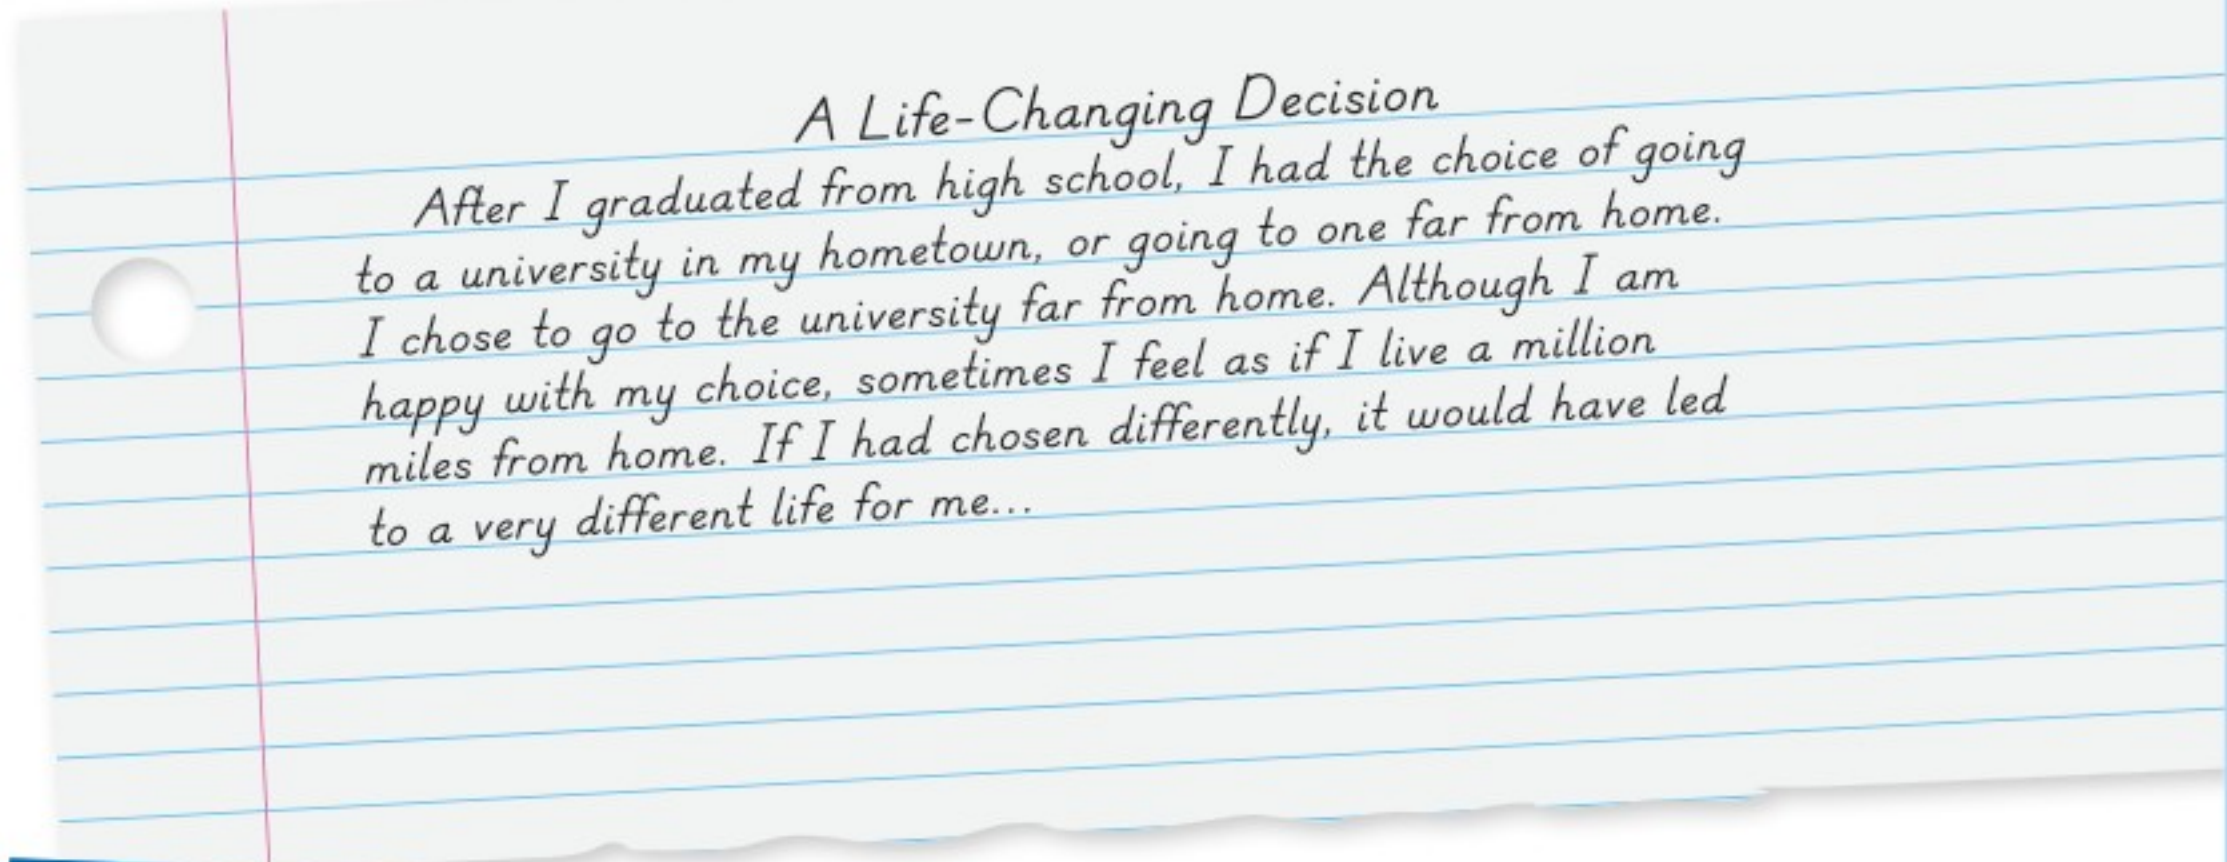 A Life-Changing Decision
After I graduated from high school, I had the choice of going
to a university in my hometown, or going to one far from home.
I chose to go to the university far from home. Although I am
happy with my choice, sometimes I feel as if I live a million
miles from home. If I had chosen differently, it would have led
to a very different life for me...